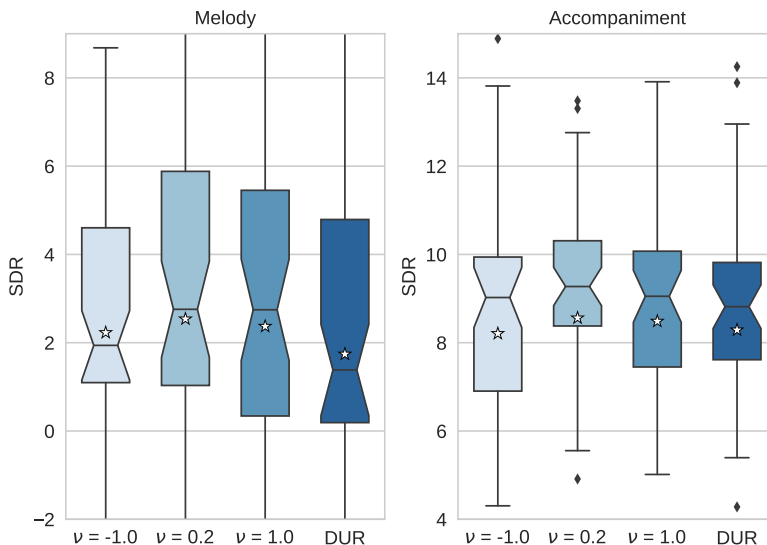 Melody
SDR
8
6
4
2
0
−2
ν = -1.0 ν = 0.2 ν = 1.0 DUR
Accompaniment
SDR
14
12
10
8
6
4
ν = -1.0 ν = 0.2 ν = 1.0 DUR